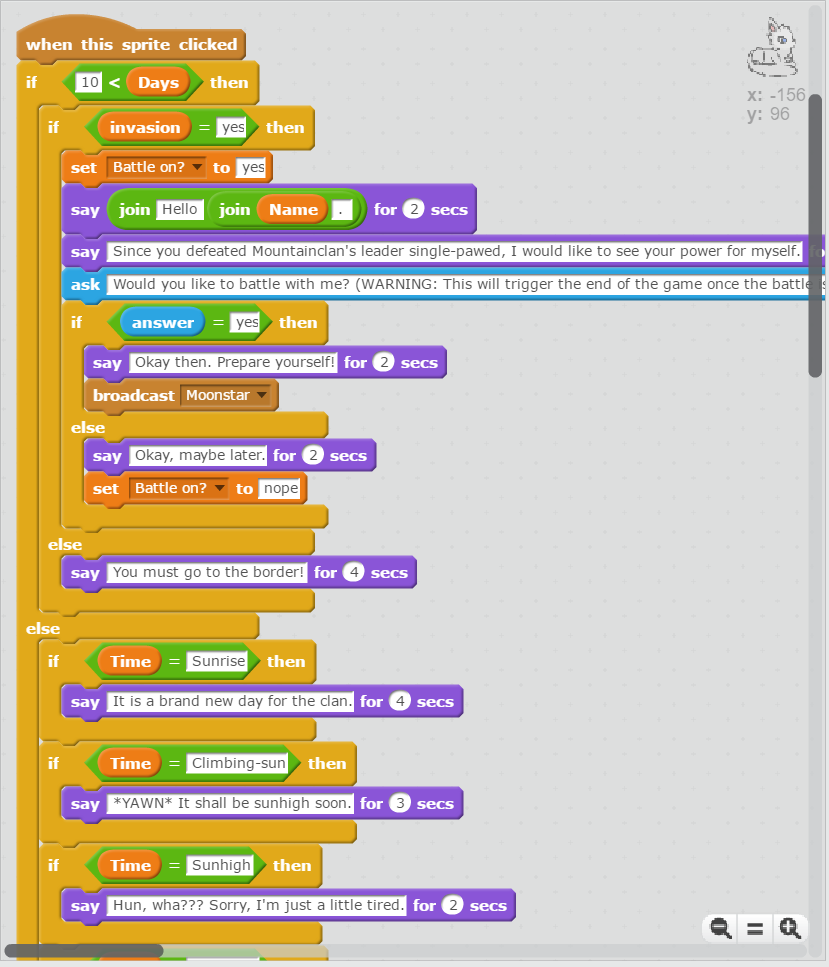 when this sprite clicked
if 10 < Days then
x: -156
y: 96
if invasion = yes then
set Battle on? to yes
say join Hello join Name . for 2 secs
say Since you defeated Mountainclan's leader single-pawed, I would like to see your power for myself.
ask Would you like to battle with me? (WARNING: This will trigger the end of the game once the battle
if answer = yes then
say Okay then. Prepare yourself! for 2 secs
broadcast Moonstar
else
say Okay, maybe later. for 2 secs
set Battle on? to nope
else
say You must go to the border! for 4 secs
else
if Time = Sunrise then
say It is a brand new day for the clan. for 4 secs
if Time = Climbing-sun then
say *YAWN* It shall be sunhigh soon. for 3 secs
if Time = Sunhigh then
say Hun, wha??? Sorry, I'm just a little tired. for 2 secs